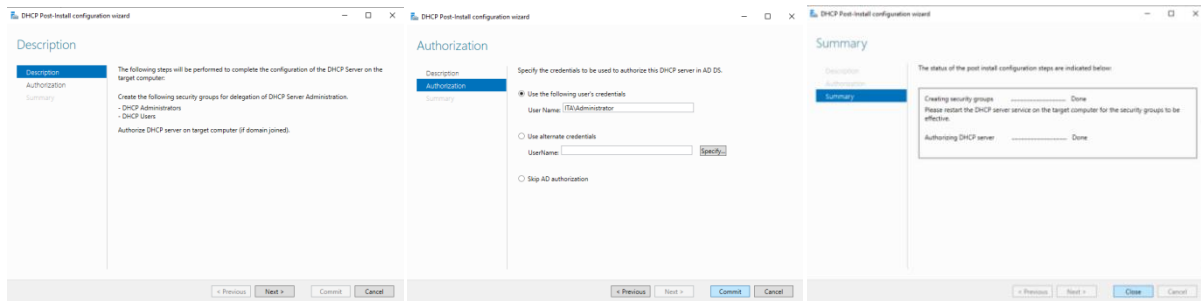 DHCP Post-Install configuration wizard
Description
Description
Authorization
Summary
The following steps will be performed to complete the configuration of the DHCP Server on the
target computer:
Create the following security groups for delegation of DHCP Server Administration.
- DHCP Administrators
- DHCP Users
Authorize DHCP server on target computer (if domain joined).
< Previous
Next >
Commit
Cancel
DHCP Post-Install configuration wizard
Authorization
Description
Authorization
Summary
Specify the credentials to be used to authorize this DHCP server in AD DS.
Use the following user's credentials
User Name: ITA\Administrator
Use alternate credentials
UserName:
Specify...
Skip AD authorization
< Previous
Next >
Commit
Cancel
DHCP Post-Install configuration wizard
Summary
Description
Authorization
Summary
The status of the post install configuration steps are indicated below:
Creating security groups ........................ Done
Please restart the DHCP server service on the target computer for the security groups to be
effective.
Authorizing DHCP server ........................ Done
< Previous
Next >
Close
Cancel